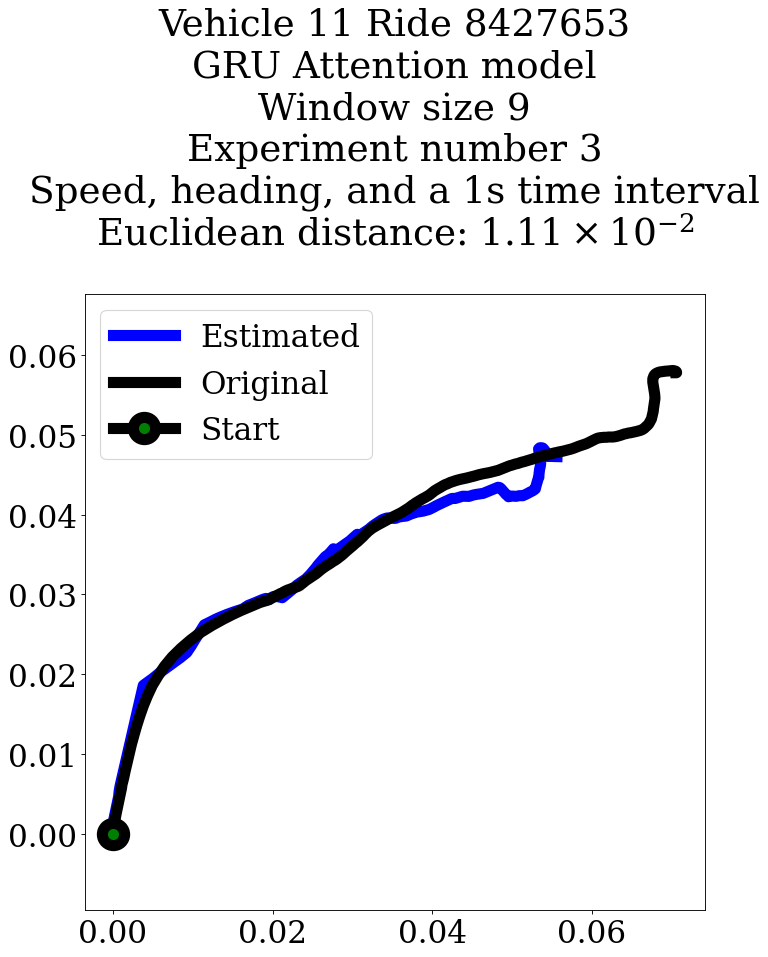 Vehicle 11 Ride 8427653
GRU Attention model
Window size 9
Experiment number 3
Speed, heading, and a 1s time interval
Euclidean distance: 1.11 × 10⁻²
Estimated
Original
Start
0.06
0.05
0.04
0.03
0.02
0.01
0.00
0.00 0.02 0.04 0.06